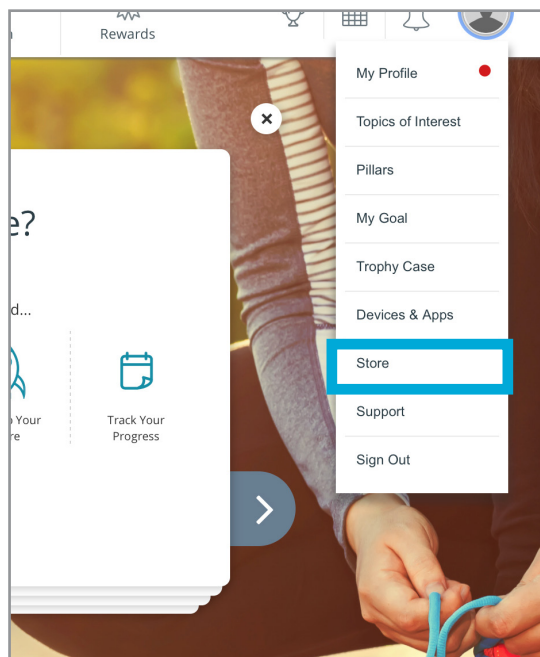 Rewards
My Profile
Topics of Interest
Pillars
My Goal
Trophy Case
Devices & Apps
Store
Support
Sign Out
e?
d...
Your
re
Track Your
Progress